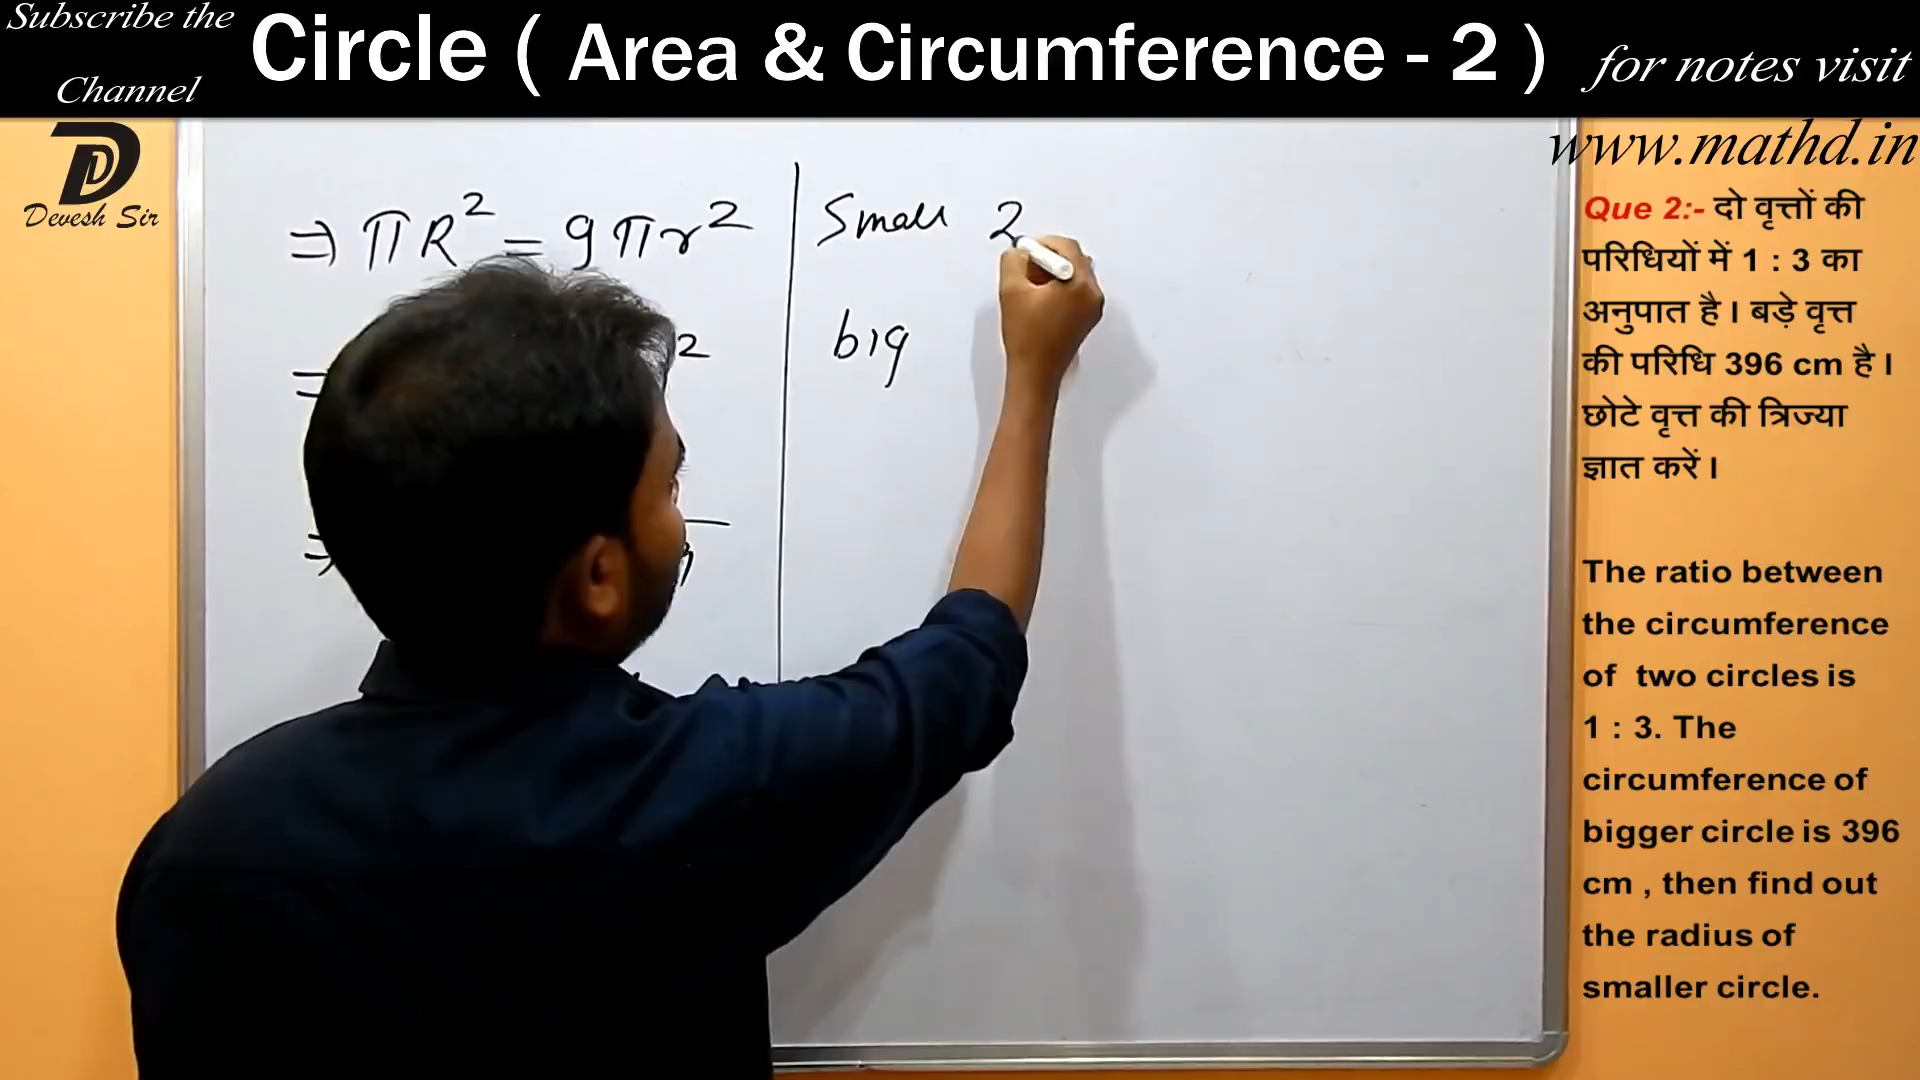 Subscribe the
Channel
Circle ( Area & Circumference - 2 )
for notes visit
www.mathd.in
D
Devesh Sir
⇒ πR² = 9πr²
⇒
2
⇒
Small 2
big
Que 2:- दो वृत्तों की
परिधियों में 1 : 3 का
अनुपात है । बड़े वृत्त
की परिधि 396 cm है ।
छोटे वृत्त की त्रिज्या
ज्ञात करें ।
The ratio between
the circumference
of two circles is
1 : 3. The
circumference of
bigger circle is 396
cm , then find out
the radius of
smaller circle.